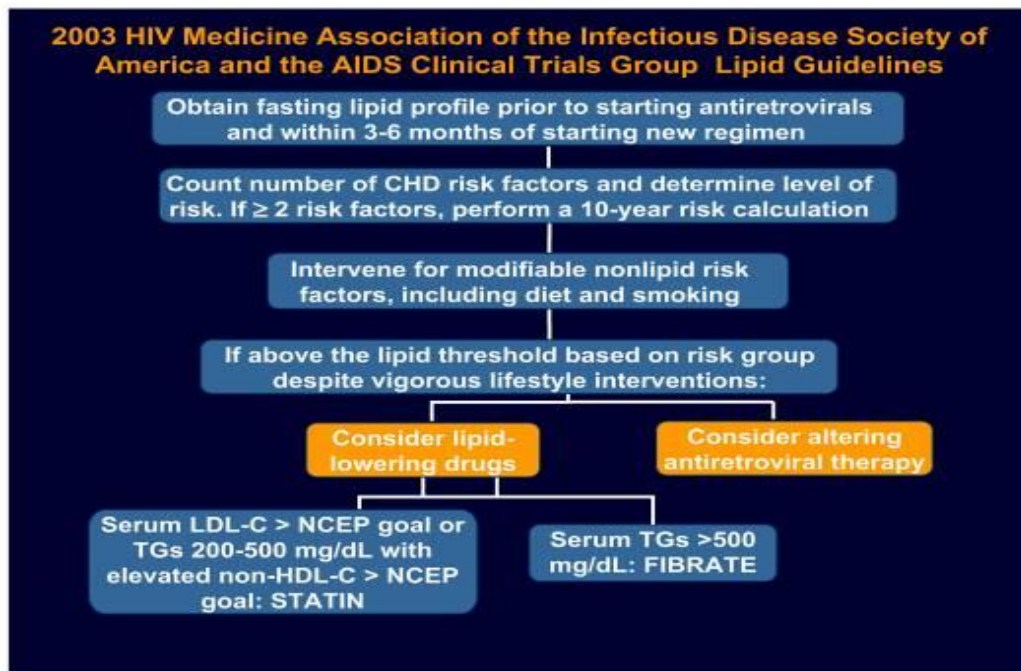 2003 HIV Medicine Association of the Infectious Disease Society of
America and the AIDS Clinical Trials Group Lipid Guidelines
Obtain fasting lipid profile prior to starting antiretrovirals
and within 3-6 months of starting new regimen
Count number of CHD risk factors and determine level of
risk. If ≥ 2 risk factors, perform a 10-year risk calculation
Intervene for modifiable nonlipid risk
factors, including diet and smoking
If above the lipid threshold based on risk group
despite vigorous lifestyle interventions:
Consider lipid-
lowering drugs
Consider altering
antiretroviral therapy
Serum LDL-C > NCEP goal or
TGs 200-500 mg/dL with
elevated non-HDL-C > NCEP
goal: STATIN
Serum TGs >500
mg/dL: FIBRATE